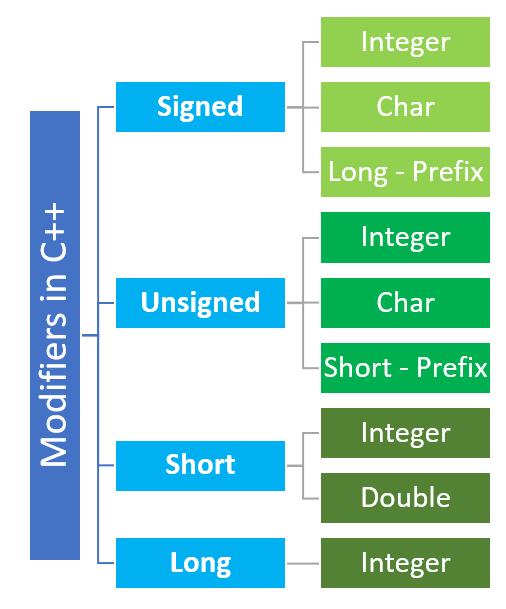 Modifiers in C++
Signed
Integer
Char
Long - Prefix
Unsigned
Integer
Char
Short - Prefix
Short
Integer
Double
Long
Integer